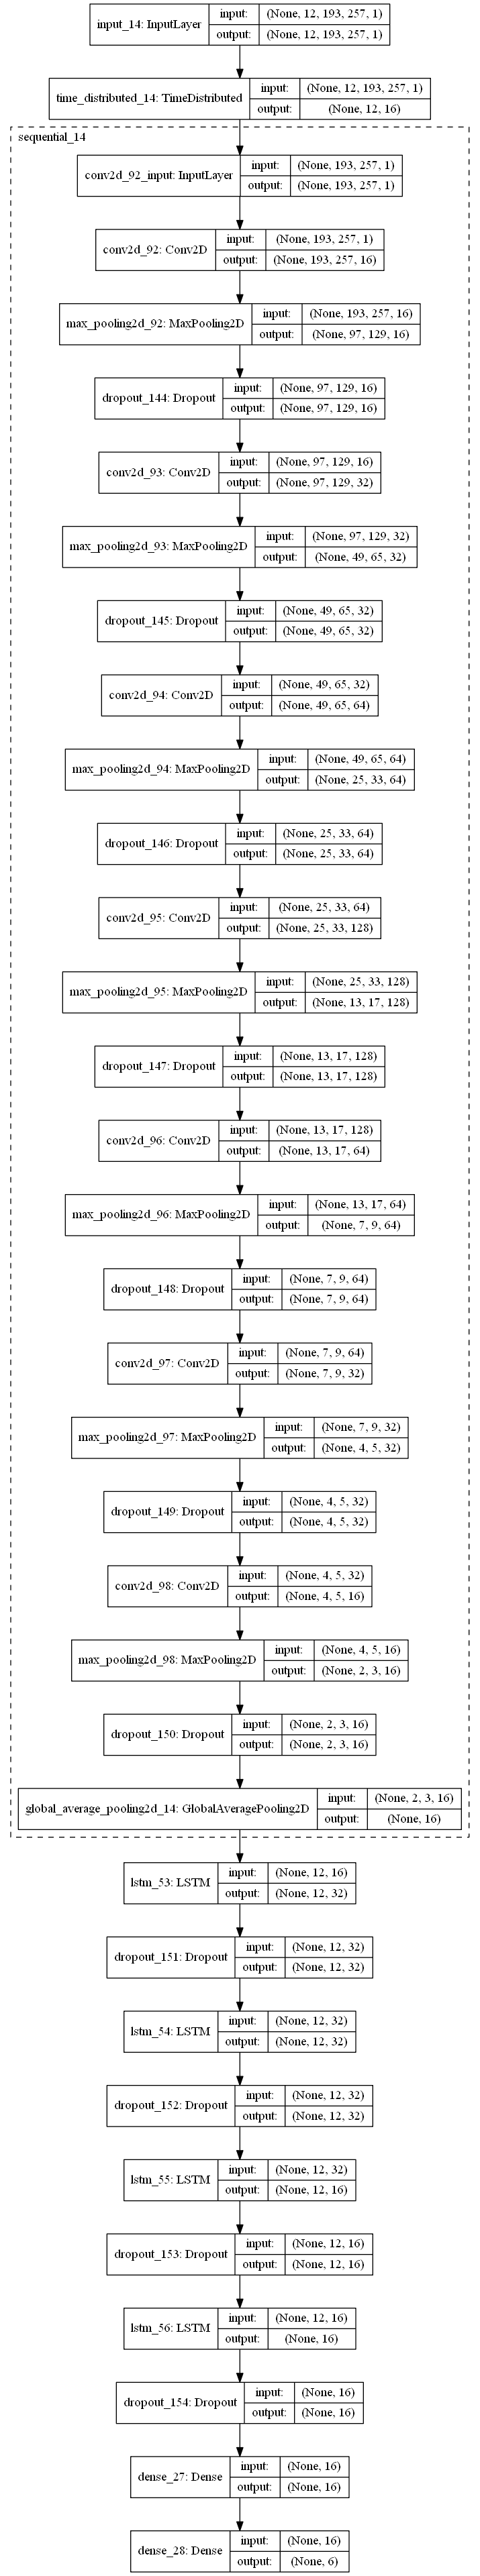 input_14: InputLayer input: (None, 12, 193, 257, 1)
output: (None, 12, 193, 257, 1)
time_distributed_14: TimeDistributed input: (None, 12, 193, 257, 1)
output: (None, 12, 16)
sequential_14
conv2d_92_input: InputLayer input: (None, 193, 257, 1)
output: (None, 193, 257, 1)
conv2d_92: Conv2D input: (None, 193, 257, 1)
output: (None, 193, 257, 16)
max_pooling2d_92: MaxPooling2D input: (None, 193, 257, 16)
output: (None, 97, 129, 16)
dropout_144: Dropout input: (None, 97, 129, 16)
output: (None, 97, 129, 16)
conv2d_93: Conv2D input: (None, 97, 129, 16)
output: (None, 97, 129, 32)
max_pooling2d_93: MaxPooling2D input: (None, 97, 129, 32)
output: (None, 49, 65, 32)
dropout_145: Dropout input: (None, 49, 65, 32)
output: (None, 49, 65, 32)
conv2d_94: Conv2D input: (None, 49, 65, 32)
output: (None, 49, 65, 64)
max_pooling2d_94: MaxPooling2D input: (None, 49, 65, 64)
output: (None, 25, 33, 64)
dropout_146: Dropout input: (None, 25, 33, 64)
output: (None, 25, 33, 64)
conv2d_95: Conv2D input: (None, 25, 33, 64)
output: (None, 25, 33, 128)
max_pooling2d_95: MaxPooling2D input: (None, 25, 33, 128)
output: (None, 13, 17, 128)
dropout_147: Dropout input: (None, 13, 17, 128)
output: (None, 13, 17, 128)
conv2d_96: Conv2D input: (None, 13, 17, 128)
output: (None, 13, 17, 64)
max_pooling2d_96: MaxPooling2D input: (None, 13, 17, 64)
output: (None, 7, 9, 64)
dropout_148: Dropout input: (None, 7, 9, 64)
output: (None, 7, 9, 64)
conv2d_97: Conv2D input: (None, 7, 9, 64)
output: (None, 7, 9, 32)
max_pooling2d_97: MaxPooling2D input: (None, 7, 9, 32)
output: (None, 4, 5, 32)
dropout_149: Dropout input: (None, 4, 5, 32)
output: (None, 4, 5, 32)
conv2d_98: Conv2D input: (None, 4, 5, 32)
output: (None, 4, 5, 16)
max_pooling2d_98: MaxPooling2D input: (None, 4, 5, 16)
output: (None, 2, 3, 16)
dropout_150: Dropout input: (None, 2, 3, 16)
output: (None, 2, 3, 16)
global_average_pooling2d_14: GlobalAveragePooling2D input: (None, 2, 3, 16)
output: (None, 16)
lstm_53: LSTM input: (None, 12, 16)
output: (None, 12, 32)
dropout_151: Dropout input: (None, 12, 32)
output: (None, 12, 32)
lstm_54: LSTM input: (None, 12, 32)
output: (None, 12, 32)
dropout_152: Dropout input: (None, 12, 32)
output: (None, 12, 32)
lstm_55: LSTM input: (None, 12, 32)
output: (None, 12, 16)
dropout_153: Dropout input: (None, 12, 16)
output: (None, 12, 16)
lstm_56: LSTM input: (None, 12, 16)
output: (None, 16)
dropout_154: Dropout input: (None, 16)
output: (None, 16)
dense_27: Dense input: (None, 16)
output: (None, 16)
dense_28: Dense input: (None, 16)
output: (None, 6)